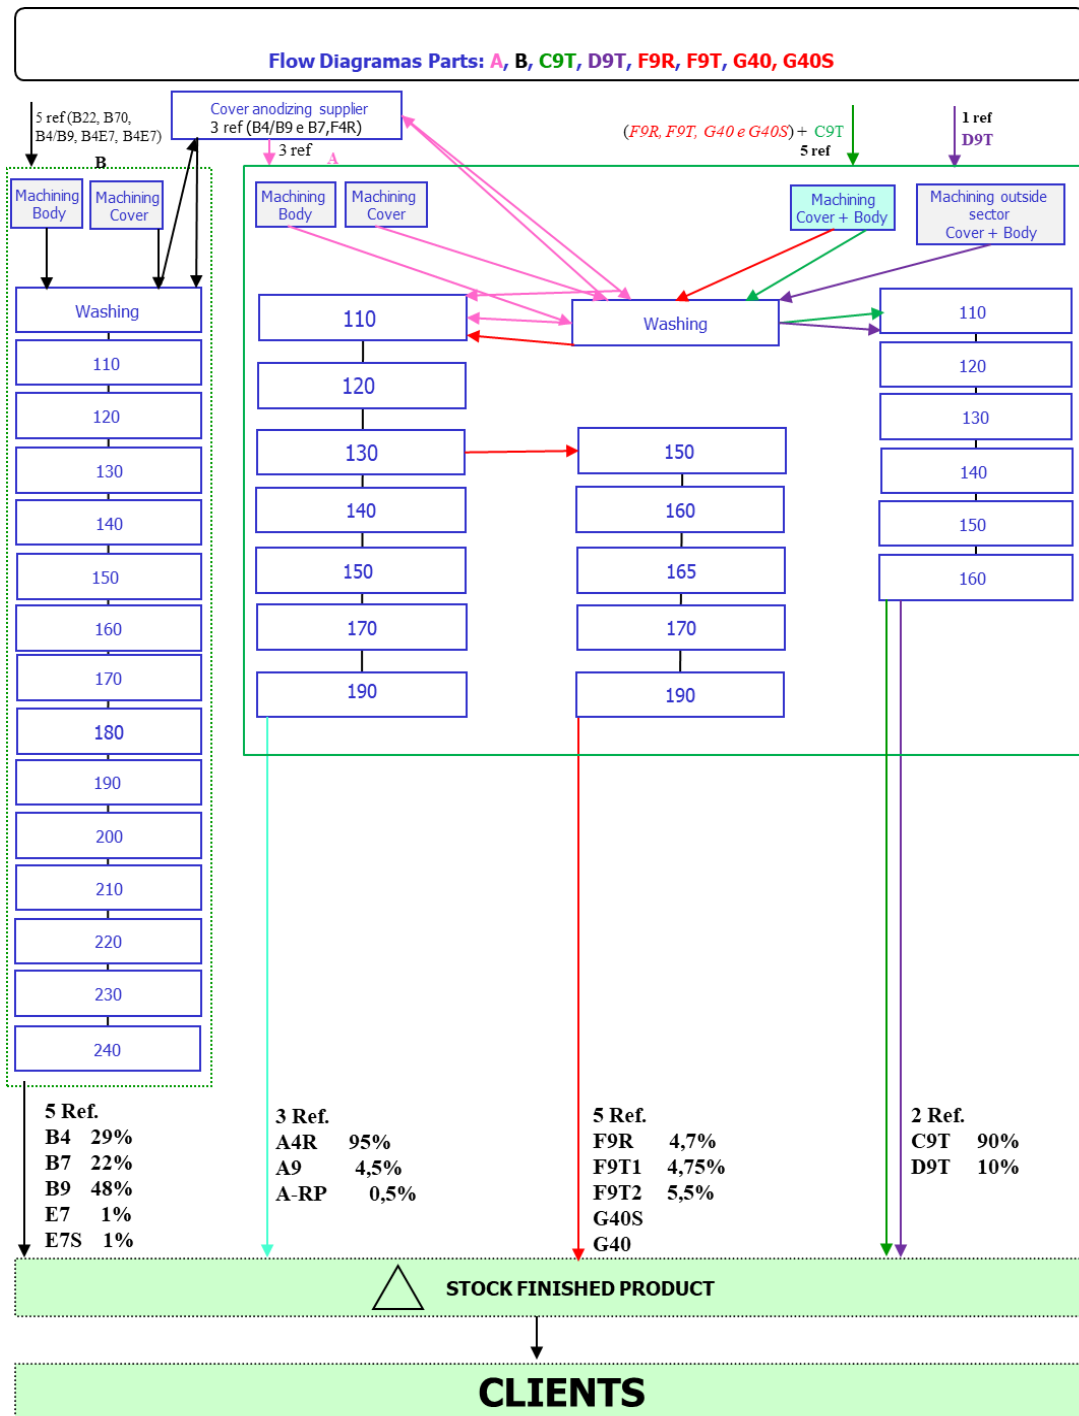 Flow Diagramas Parts: A, B, C9T, D9T, F9R, F9T, G40, G40S
5 ref (B22, B70,
B4/B9, B4E7, B4E7)
Cover anodizing supplier
3 ref (B4/B9 e B7,F4R)
3 ref
(F9R, F9T, G40 e G40S) + C9T
5 ref
1 ref
D9T
B
Machining
Body
Machining
Cover
Washing
110
120
130
140
150
160
170
180
190
200
210
220
230
240
A
Machining
Body
Machining
Cover
Machining
Cover + Body
Machining outside
sector
Cover + Body
Washing
110
120
130
140
150
170
190
150
160
165
170
190
110
120
130
140
150
160
5 Ref.
B4 29%
B7 22%
B9 48%
E7 1%
E7S 1%
3 Ref.
A4R 95%
A9 4,5%
A-RP 0,5%
5 Ref.
F9R 4,7%
F9T1 4,75%
F9T2 5,5%
G40S
G40
2 Ref.
C9T 90%
D9T 10%
STOCK FINISHED PRODUCT
CLIENTS